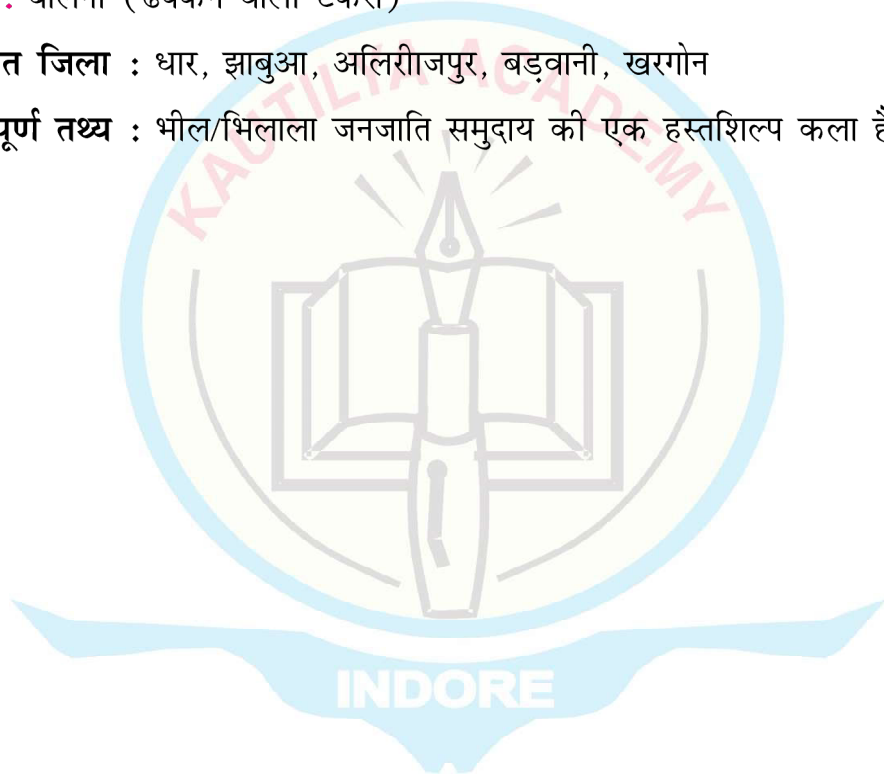 त जिला : धार, झाबुआ, अलिरीाजपुर, बड़वानी, खरगोन
पूर्ण तथ्य : भील/भिलाला जनजाति समुदाय की एक हस्तशिल्प कला है
KAUTILYA ACADEMY
INDORE